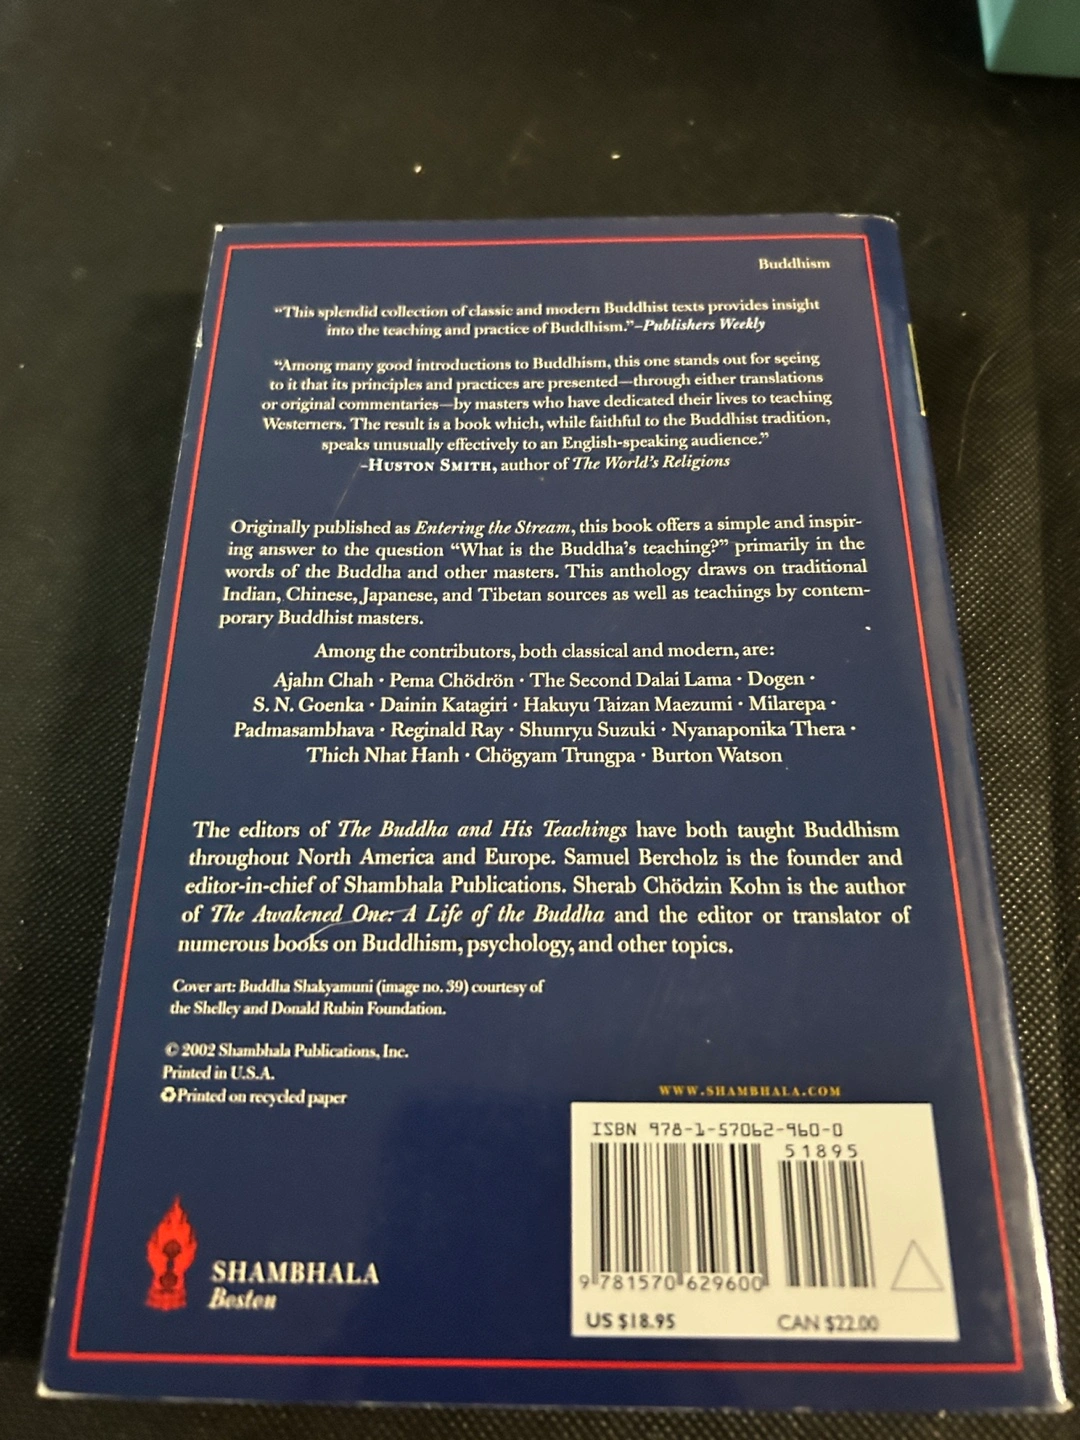 Buddhism
“This splendid collection of classic and modern Buddhist texts provides insight
into the teaching and practice of Buddhism.”–Publishers Weekly
“Among many good introductions to Buddhism, this one stands out for seeing
to it that its principles and practices are presented—through either translations
or original commentaries—by masters who have dedicated their lives to teaching
Westerners. The result is a book which, while faithful to the Buddhist tradition,
speaks unusually effectively to an English-speaking audience.”
–HUSTON SMITH, author of The World’s Religions
Originally published as Entering the Stream, this book offers a simple and inspir-
ing answer to the question “What is the Buddha’s teaching?” primarily in the
words of the Buddha and other masters. This anthology draws on traditional
Indian, Chinese, Japanese, and Tibetan sources as well as teachings by contem-
porary Buddhist masters.
Among the contributors, both classical and modern, are:
Ajahn Chah · Pema Chödrön · The Second Dalai Lama · Dogen ·
S. N. Goenka · Dainin Katagiri · Hakuyu Taizan Maezumi · Milarepa ·
Padmasambhava · Reginald Ray · Shunryu Suzuki · Nyanaponika Thera ·
Thich Nhat Hanh · Chögyam Trungpa · Burton Watson
The editors of The Buddha and His Teachings have both taught Buddhism
throughout North America and Europe. Samuel Bercholz is the founder and
editor-in-chief of Shambhala Publications. Sherab Chödzin Kohn is the author
of The Awakened One: A Life of the Buddha and the editor or translator of
numerous books on Buddhism, psychology, and other topics.
Cover art: Buddha Shakyamuni (image no. 39) courtesy of
the Shelley and Donald Rubin Foundation.
© 2002 Shambhala Publications, Inc.
Printed in U.S.A.
♻Printed on recycled paper
WWW.SHAMBHALA.COM
ISBN 978-1-57062-960-0
51895
9 781570 629600
US $18.95 CAN $22.00
SHAMBHALA
Boston